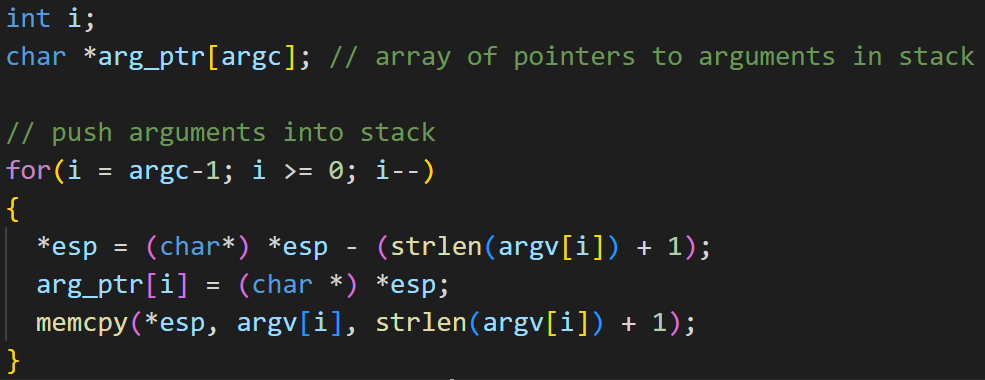 int i;
char *arg_ptr[argc]; // array of pointers to arguments in stack
// push arguments into stack
for(i = argc-1; i >= 0; i--)
{
*esp = (char*) *esp - (strlen(argv[i]) + 1);
arg_ptr[i] = (char *) *esp;
memcpy(*esp, argv[i], strlen(argv[i]) + 1);
}